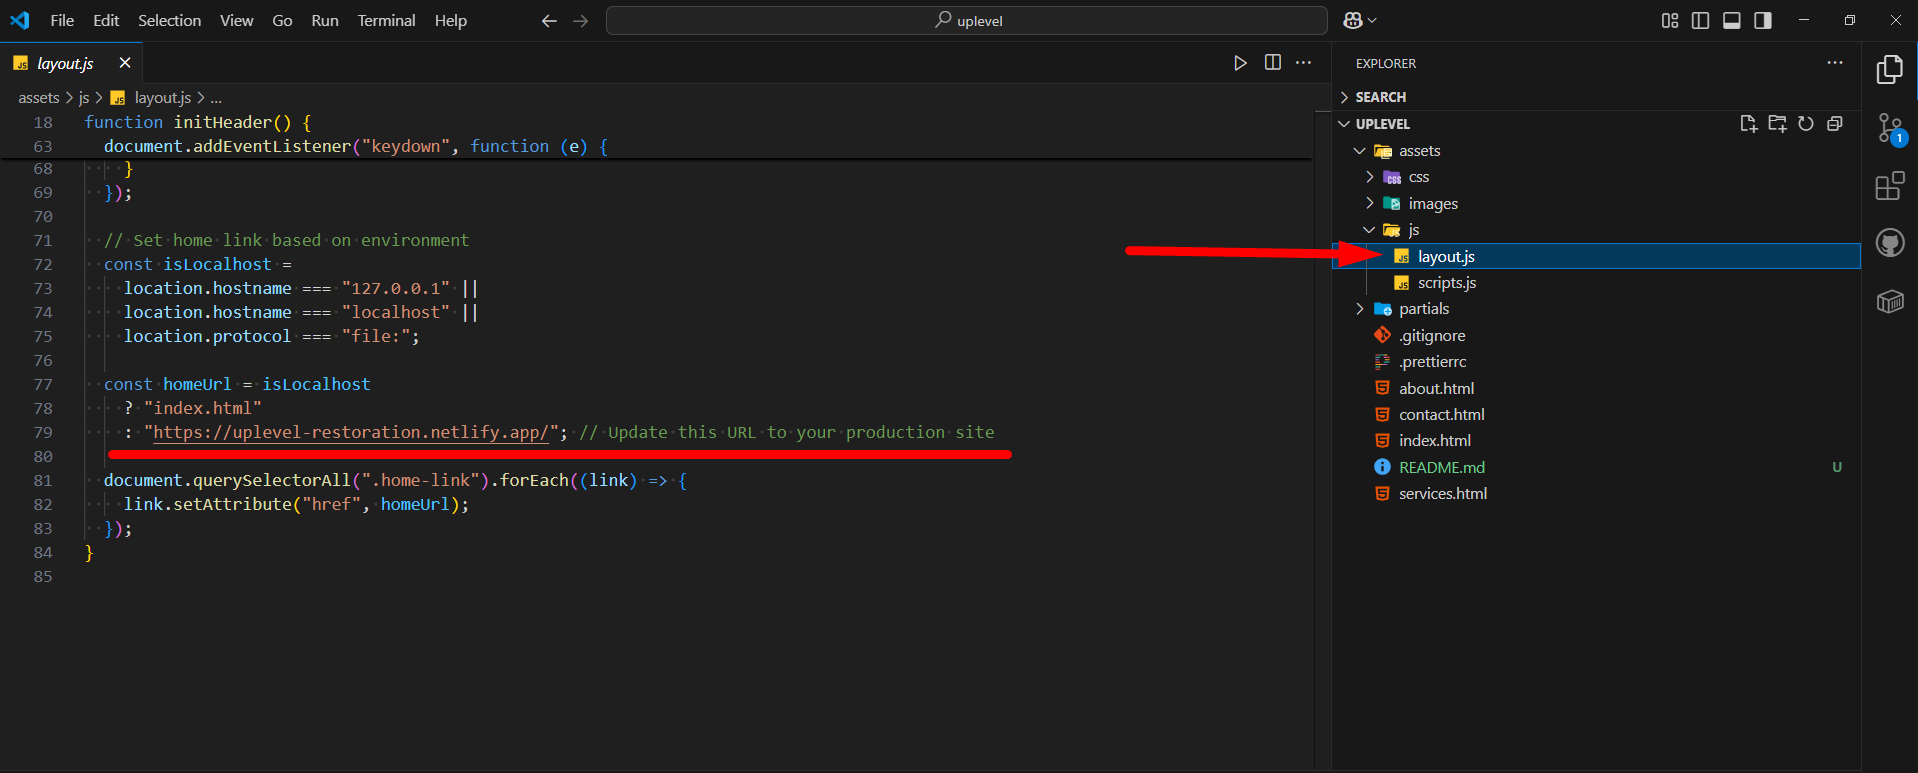 File Edit Selection View Go Run Terminal Help
uplevel
layout.js
EXPLORER
assets > js > layout.js > ...
SEARCH
UPLEVEL
18 function initHeader() {
63 document.addEventListener("keydown", function (e) {
68 }
69 });
70
71 // Set home link based on environment
72 const isLocalhost =
73 location.hostname === "127.0.0.1" ||
74 location.hostname === "localhost" ||
75 location.protocol === "file:";
76
77 const homeUrl = isLocalhost
78 ? "index.html"
79 : "https://uplevel-restoration.netlify.app/"; // Update this URL to your production site
80
81 document.querySelectorAll(".home-link").forEach((link) => {
82 link.setAttribute("href", homeUrl);
83 });
84 }
85
assets
css
images
js
layout.js
scripts.js
partials
.gitignore
.prettierrc
about.html
contact.html
index.html
README.md U
services.html
1